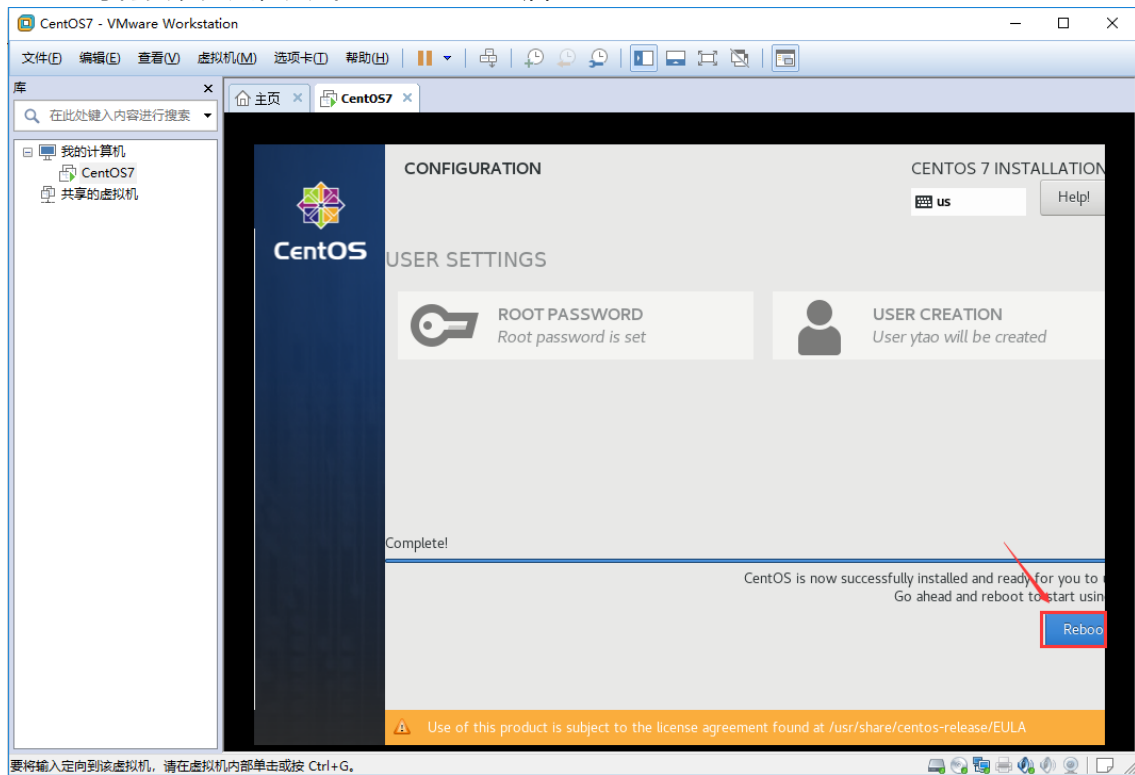 CentOS7 - VMware Workstation
文件(F) 编辑(E) 查看(V) 虚拟机(M) 选项卡(T) 帮助(H)
库
主页 CentOS7
在此处键入内容进行搜索
我的计算机
CentOS7
共享的虚拟机
CentOS
CONFIGURATION
CENTOS 7 INSTALLATION
us
Help!
USER SETTINGS
ROOT PASSWORD
Root password is set
USER CREATION
User ytao will be created
Complete!
CentOS is now successfully installed and ready for you to
Go ahead and reboot to start usin
Reboo
Use of this product is subject to the license agreement found at /usr/share/centos-release/EULA
要将输入定向到该虚拟机，请在虚拟机内部单击或按 Ctrl+G。